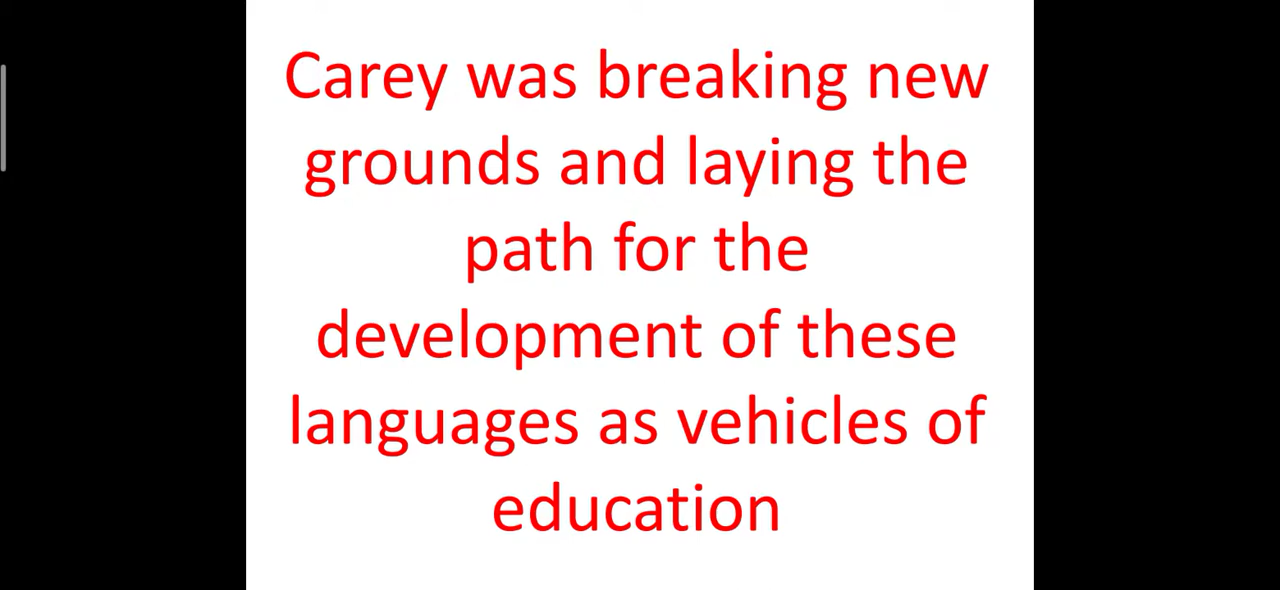 Carey was breaking new
grounds and laying the
path for the
development of these
languages as vehicles of
education